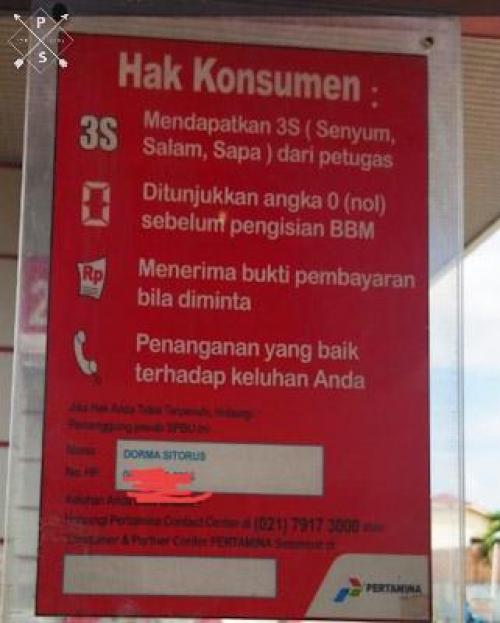 P
S
Hak Konsumen :
3S
Mendapatkan 3S ( Senyum,
Salam, Sapa ) dari petugas
0
Ditunjukkan angka 0 (nol)
sebelum pengisian BBM
Rp
Menerima bukti pembayaran
bila diminta
Penanganan yang baik
terhadap keluhan Anda
Jika Hak Anda Tidak Terpenuhi, Hubungi
Penanggung jawab SPBU ini
Nama
DORMA SITORUS
No. HP
Keluhan Anda
Hubungi Pertamina Contact Center di (021) 7917 3000 atau
Customer & Partner Center PERTAMINA Setempat di
PERTAMINA